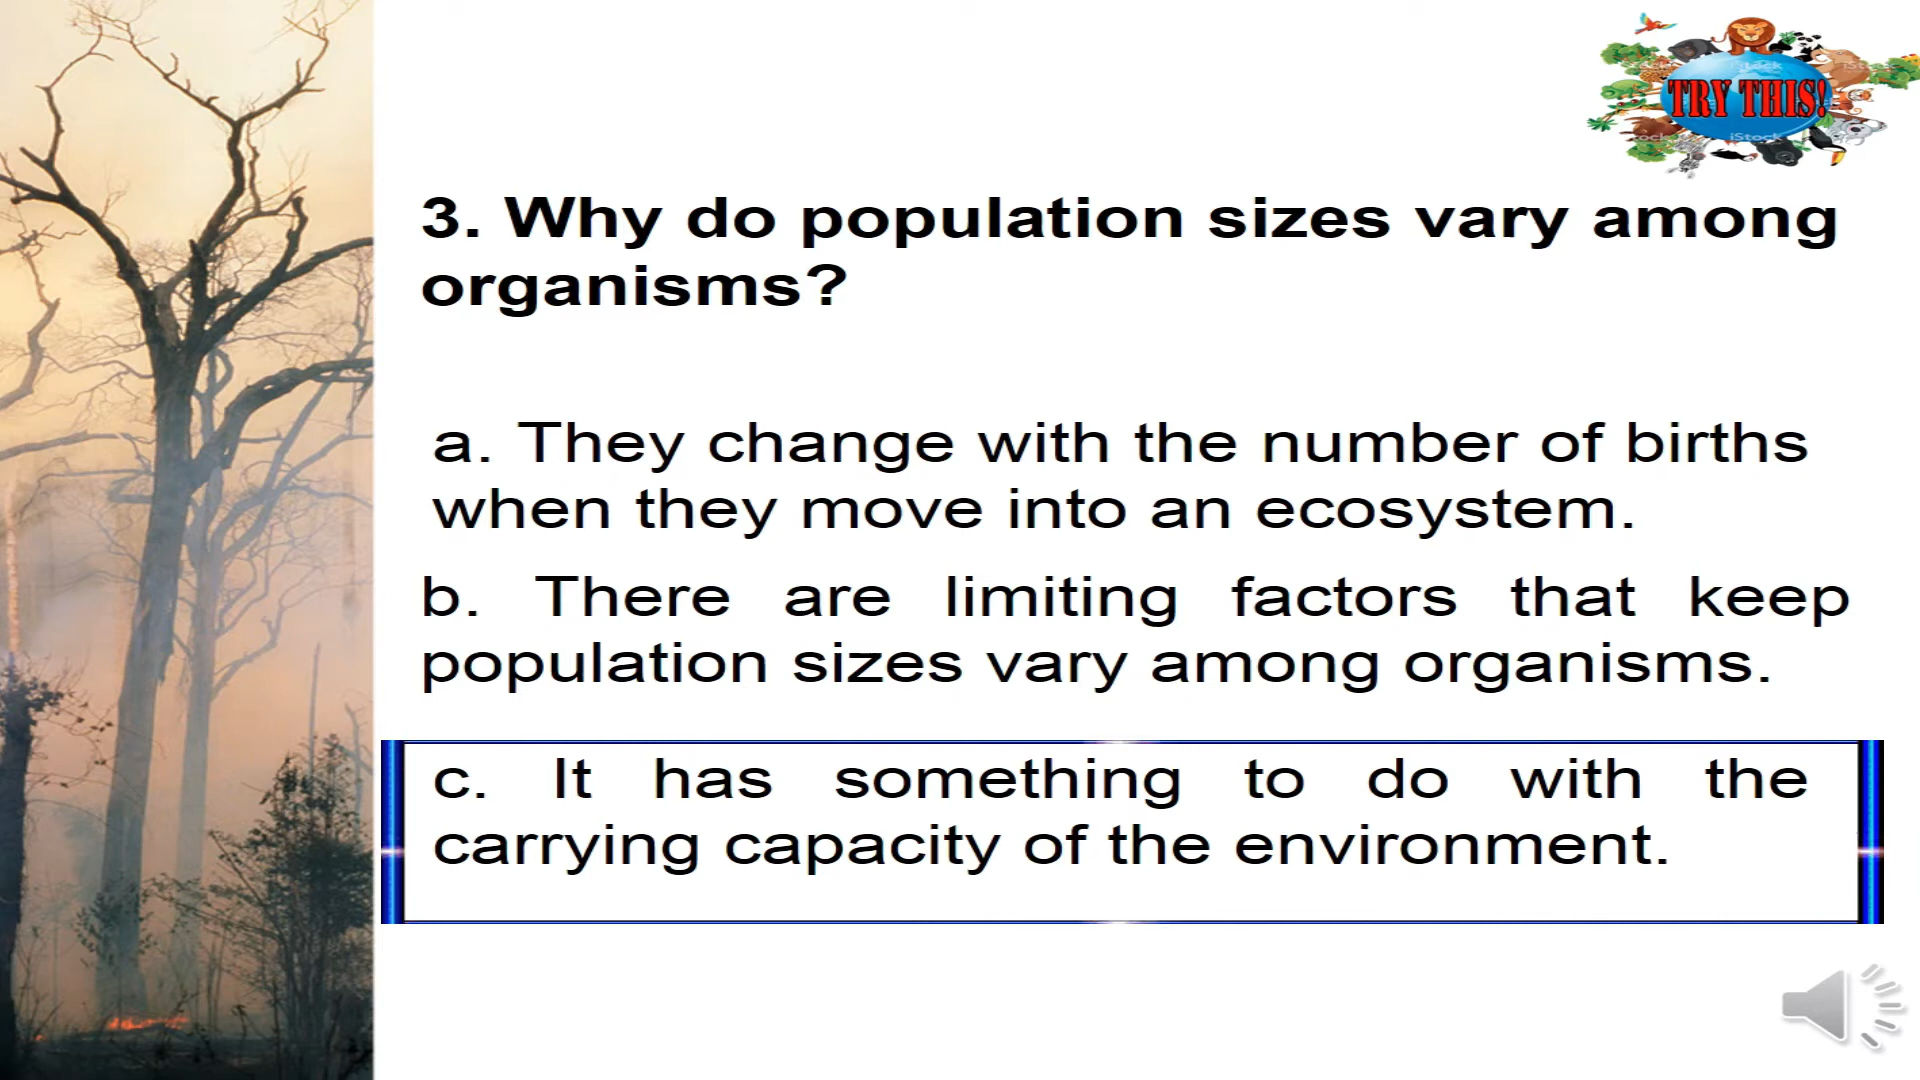 TRY THIS!
3. Why do population sizes vary among
organisms?
a. They change with the number of births
when they move into an ecosystem.
b. There are limiting factors that keep
population sizes vary among organisms.
c. It has something to do with the
carrying capacity of the environment.